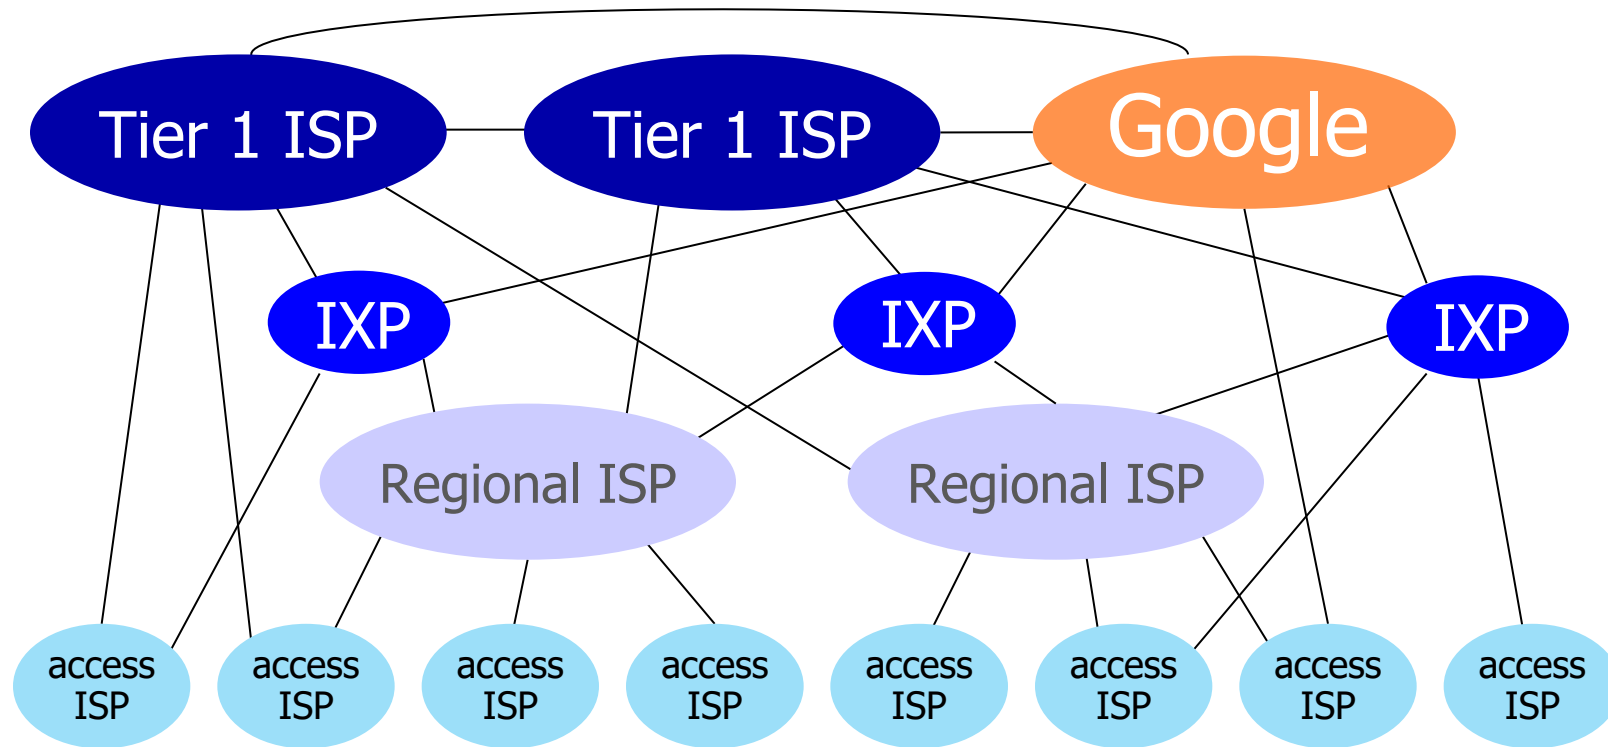 Tier 1 ISP
Tier 1 ISP
Google
IXP
IXP
IXP
Regional ISP
Regional ISP
access
ISP
access
ISP
access
ISP
access
ISP
access
ISP
access
ISP
access
ISP
access
ISP